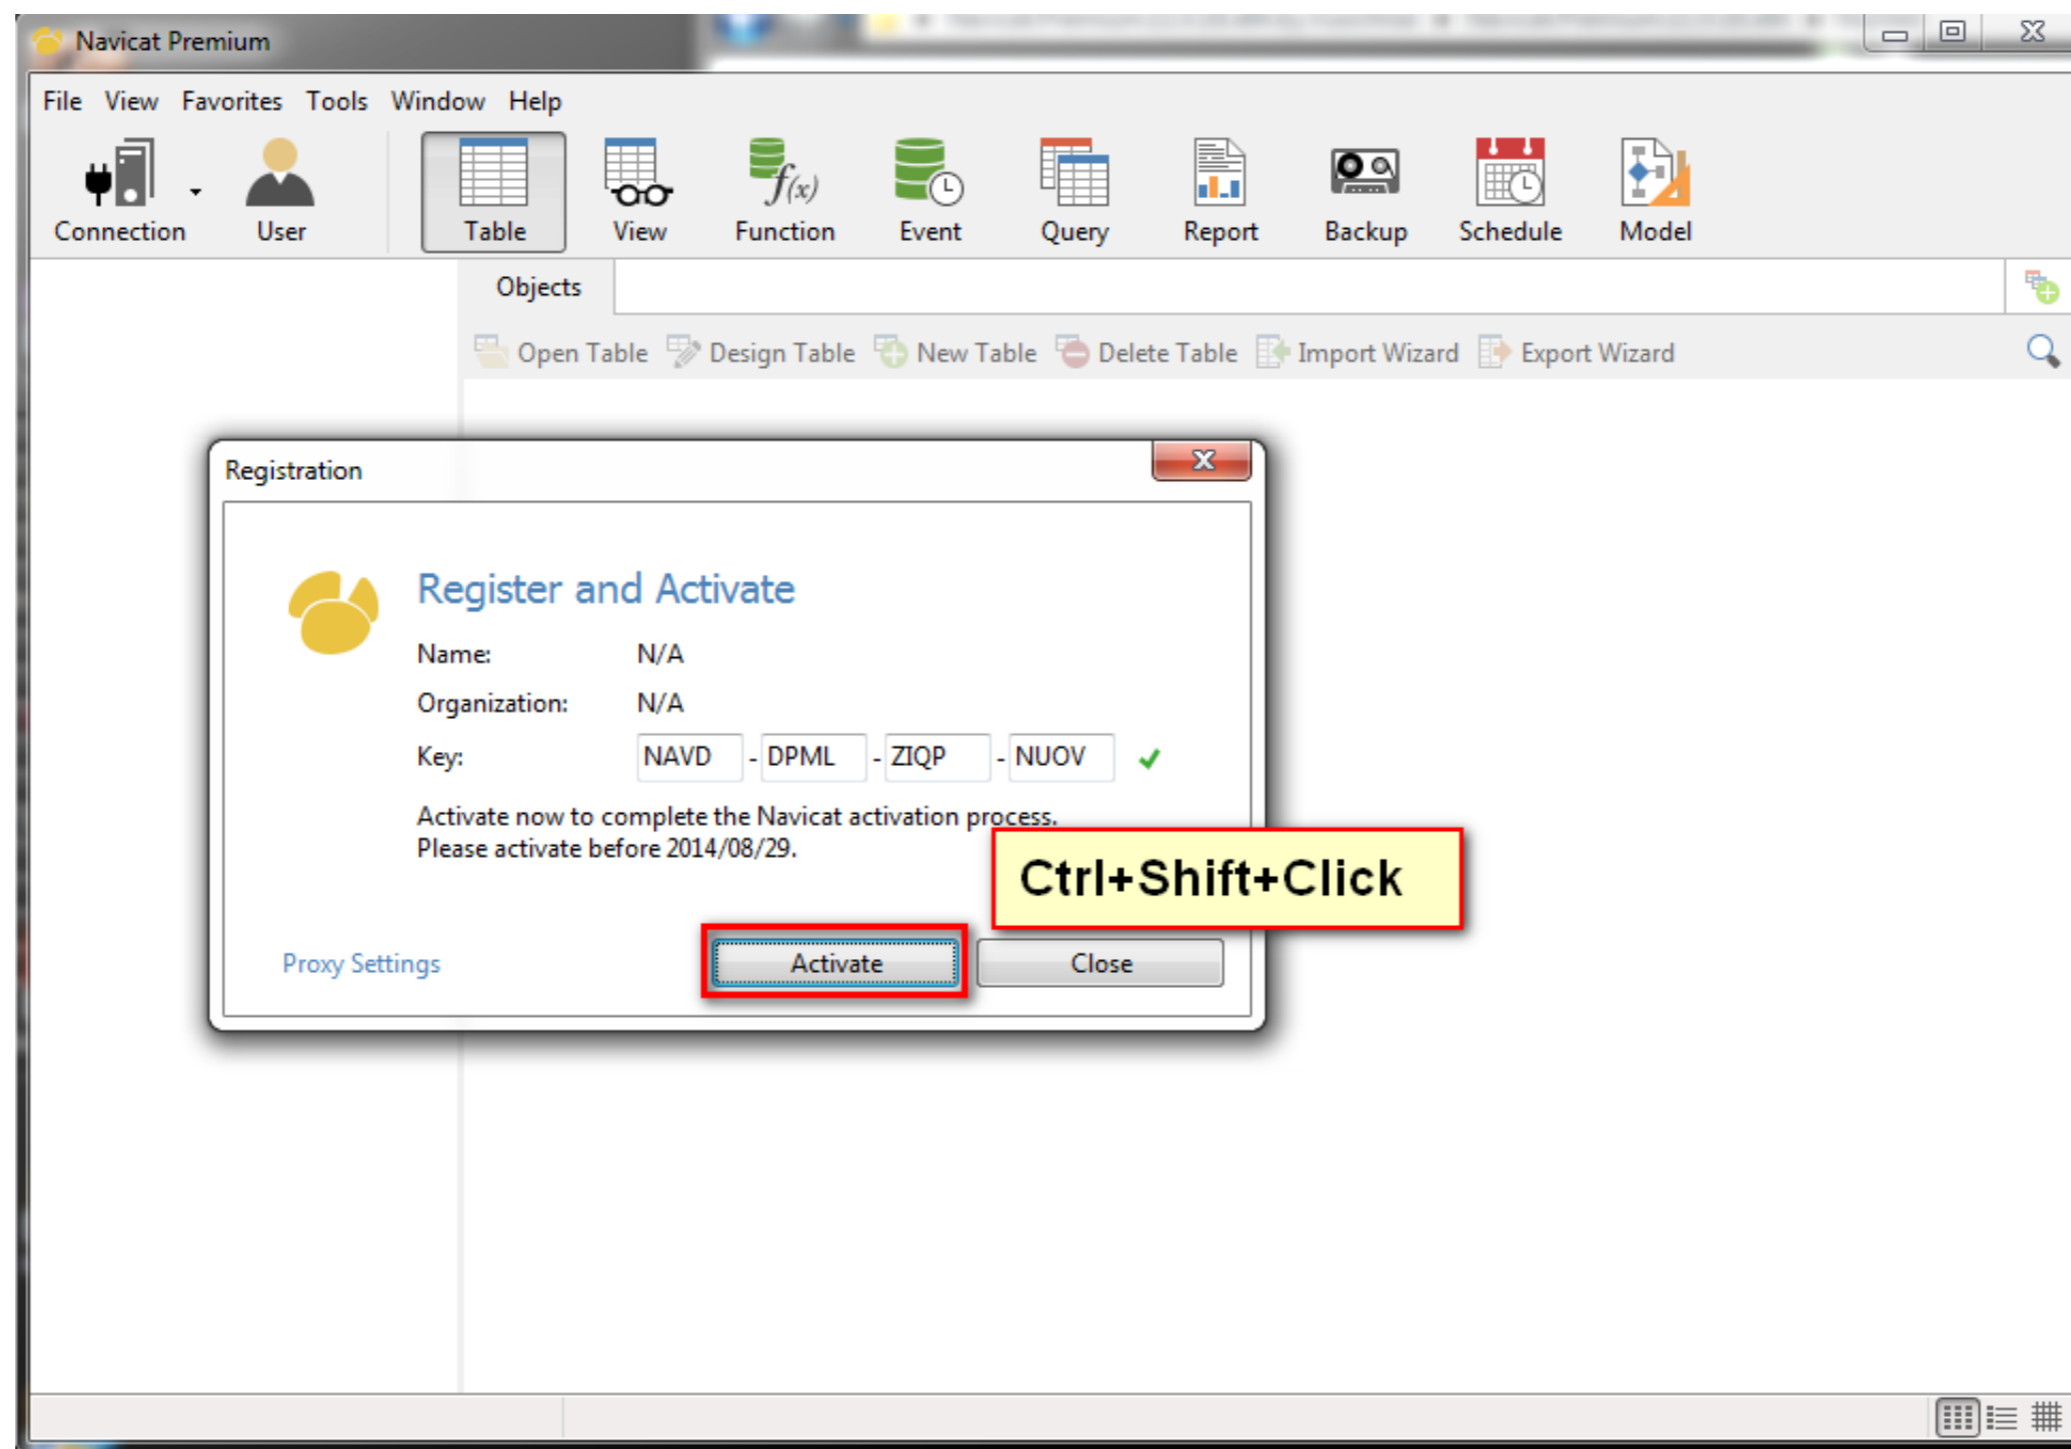 Navicat Premium
File View Favorites Tools Window Help
Connection User Table View Function Event Query Report Backup Schedule Model
f(x)
Objects
Open Table Design Table New Table Delete Table Import Wizard Export Wizard
Registration
Register and Activate
Name: N/A
Organization: N/A
Key: NAVD - DPML - ZIQP - NUOV
Activate now to complete the Navicat activation process.
Please activate before 2014/08/29.
Ctrl+Shift+Click
Proxy Settings Activate Close